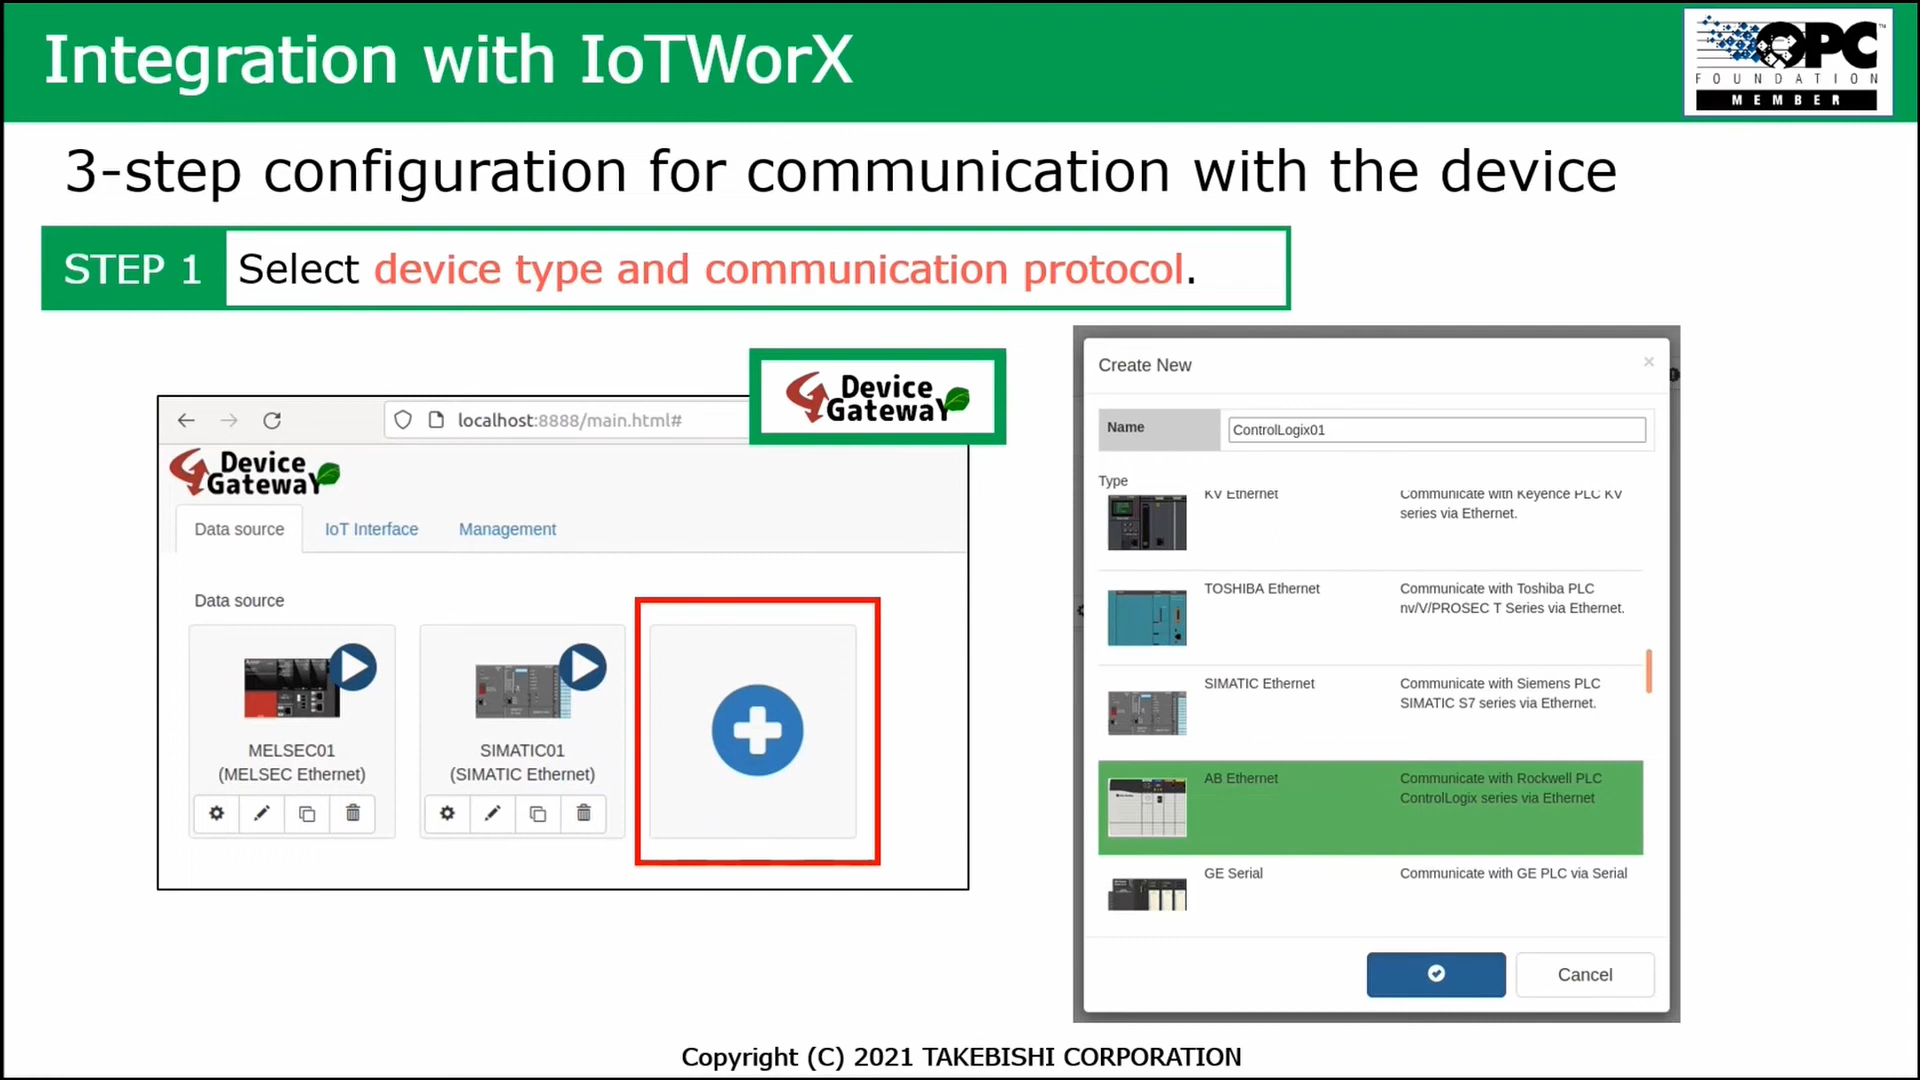 Integration with IoTWorX
OPC
FOUNDATION
MEMBER
3-step configuration for communication with the device
STEP 1 Select device type and communication protocol.
Device
GatewaY
localhost:8888/main.html#
Device
GatewaY
Data source IoT Interface Management
Data source
MELSEC01
(MELSEC Ethernet)
SIMATIC01
(SIMATIC Ethernet)
Create New
Name ControlLogix01
Type
KV Ethernet
Communicate with Keyence PLC KV
series via Ethernet.
TOSHIBA Ethernet
Communicate with Toshiba PLC
nv/V/PROSEC T Series via Ethernet.
SIMATIC Ethernet
Communicate with Siemens PLC
SIMATIC S7 series via Ethernet.
AB Ethernet
Communicate with Rockwell PLC
ControlLogix series via Ethernet
GE Serial
Communicate with GE PLC via Serial
Cancel
Copyright (C) 2021 TAKEBISHI CORPORATION